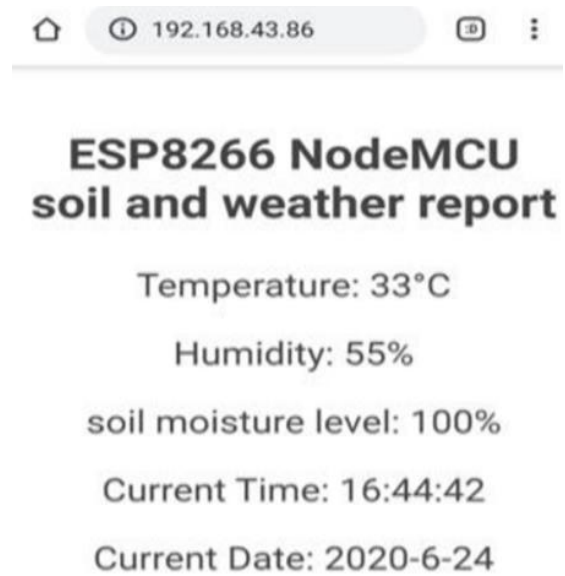 192.168.43.86
:D
ESP8266 NodeMCU
soil and weather report
Temperature: 33°C
Humidity: 55%
soil moisture level: 100%
Current Time: 16:44:42
Current Date: 2020-6-24